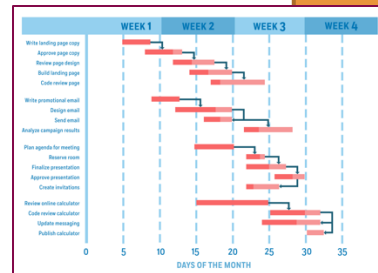 WEEK 1 WEEK 2 WEEK 3 WEEK 4
Write landing page copy
Approve page copy
Review page design
Build landing page
Code review page
Write promotional email
Design email
Send email
Analyze campaign results
Plan agenda for meeting
Reserve room
Finalize presentation
Approve presentation
Create invitations
Review online calculator
Code review calculator
Update messaging
Publish calculator
0 5 10 15 20 25 30 35
DAYS OF THE MONTH